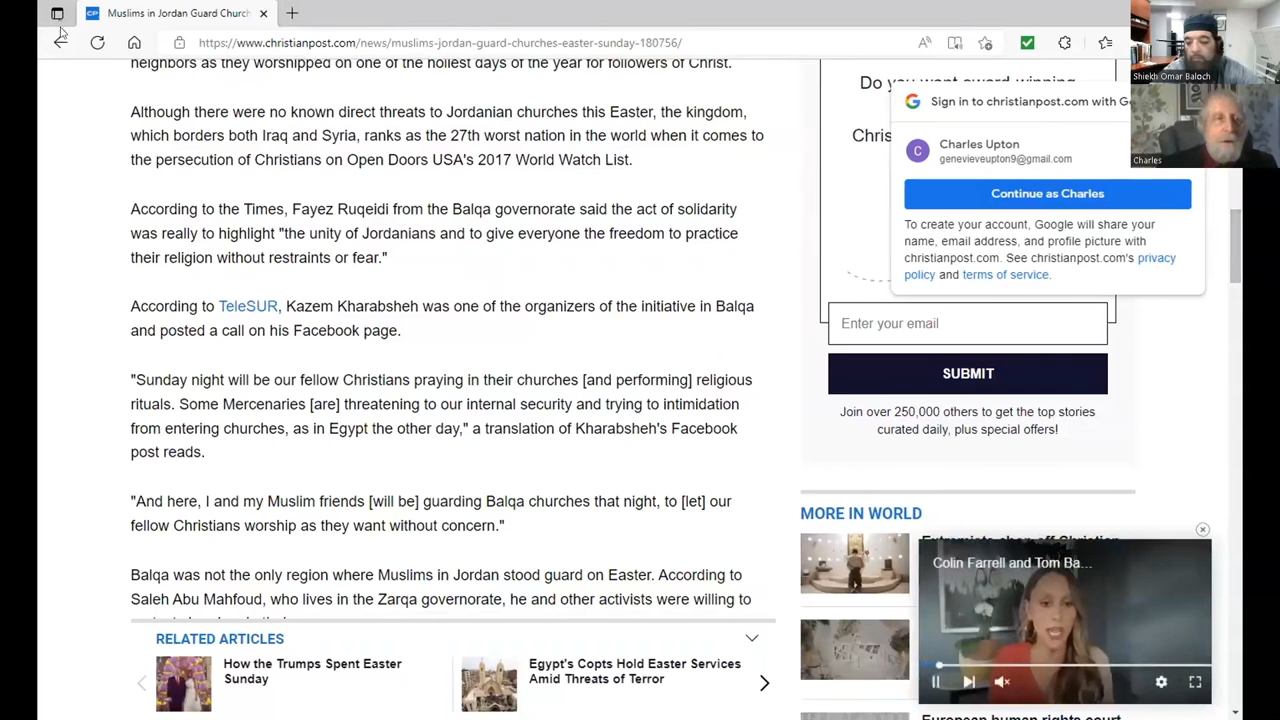 Muslims in Jordan Guard Church
https://www.christianpost.com/news/muslims-jordan-guard-churches-easter-sunday-180756/
Shiekh Omar Baloch
Charles
neighbors as they worshipped on one of the holiest days of the year for followers of Christ.
Although there were no known direct threats to Jordanian churches this Easter, the kingdom,
which borders both Iraq and Syria, ranks as the 27th worst nation in the world when it comes to
the persecution of Christians on Open Doors USA's 2017 World Watch List.
According to the Times, Fayez Ruqeidi from the Balqa governorate said the act of solidarity
was really to highlight "the unity of Jordanians and to give everyone the freedom to practice
their religion without restraints or fear."
According to TeleSUR, Kazem Kharabsheh was one of the organizers of the initiative in Balqa
and posted a call on his Facebook page.
"Sunday night will be our fellow Christians praying in their churches [and performing] religious
rituals. Some Mercenaries [are] threatening to our internal security and trying to intimidation
from entering churches, as in Egypt the other day," a translation of Kharabsheh's Facebook
post reads.
"And here, I and my Muslim friends [will be] guarding Balqa churches that night, to [let] our
fellow Christians worship as they want without concern."
Balqa was not the only region where Muslims in Jordan stood guard on Easter. According to
Saleh Abu Mahfoud, who lives in the Zarqa governorate, he and other activists were willing to
RELATED ARTICLES
How the Trumps Spent Easter
Sunday
Egypt's Copts Hold Easter Services
Amid Threats of Terror
Do you want award-winning
Chris
Sign in to christianpost.com with Go
C
Charles Upton
genevieveupton9@gmail.com
Continue as Charles
To create your account, Google will share your
name, email address, and profile picture with
christianpost.com. See christianpost.com's privacy
policy and terms of service.
Enter your email
SUBMIT
Join over 250,000 others to get the top stories
curated daily, plus special offers!
MORE IN WORLD
Extremists chop off Christian
Colin Farrell and Tom Ba...
European human rights court